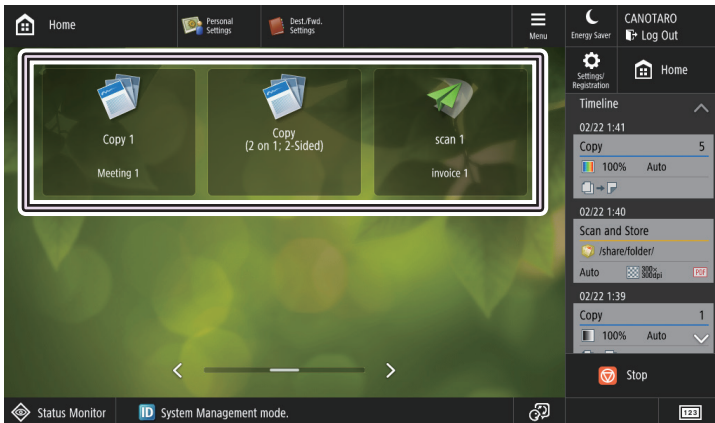 Home
Personal
Settings
Dest./Fwd.
Settings
Menu
Energy Saver
CANOTARO
Log Out
Settings/
Registration
Home
Copy 1
Meeting 1
Copy
(2 on 1; 2-Sided)
scan 1
invoice 1
Timeline
02/22 1:41
Copy 5
100% Auto
02/22 1:40
Scan and Store
/share/folder/
Auto 300×
300dpi PDF
02/22 1:39
Copy 1
100% Auto
Stop
Status Monitor
ID System Management mode.
123